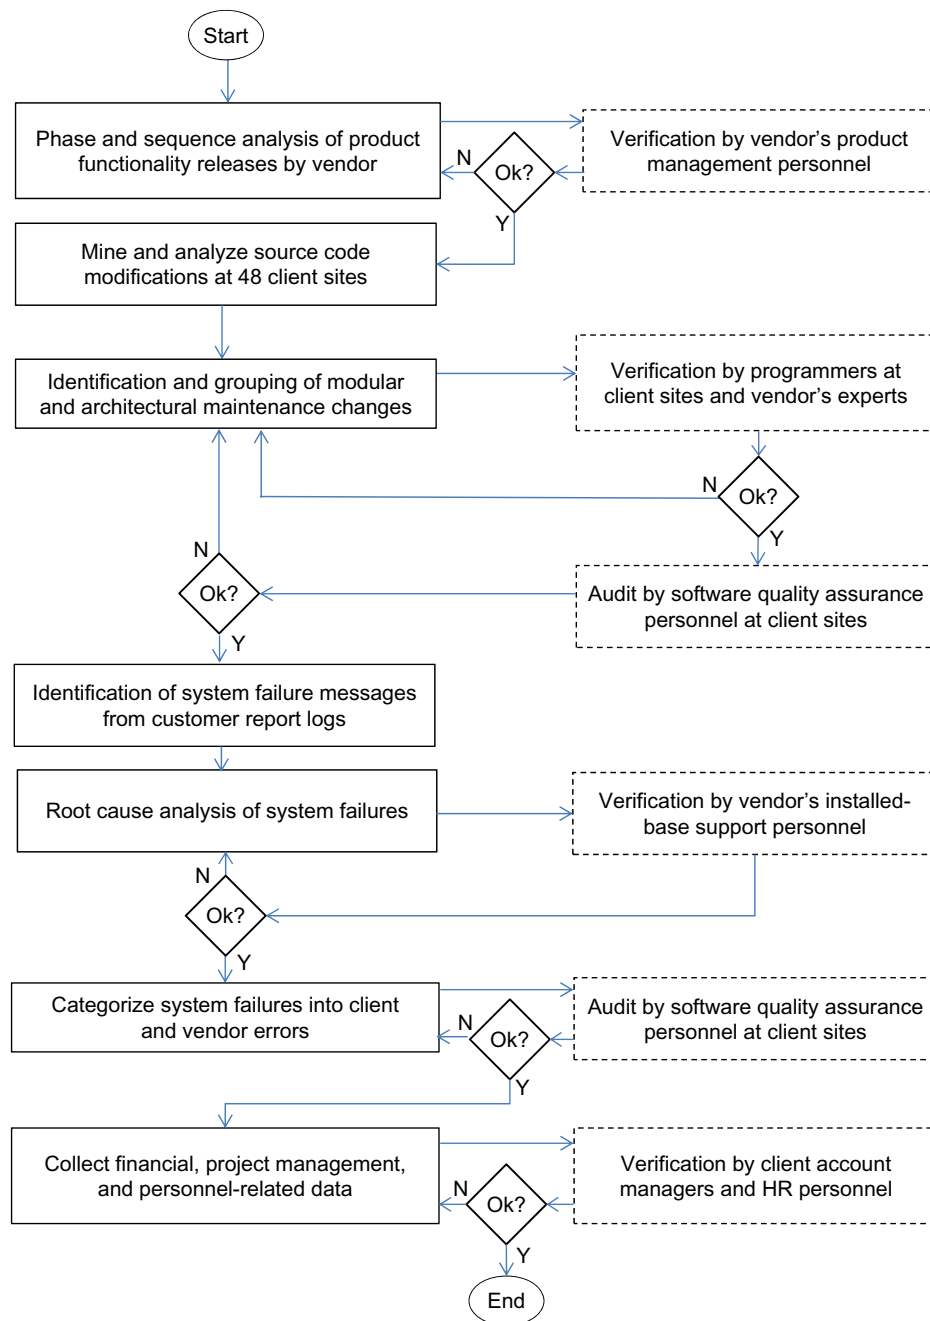 Start
Phase and sequence analysis of product
functionality releases by vendor
Verification by vendor's product
management personnel
N
Ok?
Y
Mine and analyze source code
modifications at 48 client sites
Identification and grouping of modular
and architectural maintenance changes
Verification by programmers at
client sites and vendor's experts
N
Ok?
Y
Audit by software quality assurance
personnel at client sites
N
Ok?
Y
Identification of system failure messages
from customer report logs
Root cause analysis of system failures
Verification by vendor's installed-
base support personnel
N
Ok?
Y
Categorize system failures into client
and vendor errors
Audit by software quality assurance
personnel at client sites
N
Ok?
Y
Collect financial, project management,
and personnel-related data
Verification by client account
managers and HR personnel
N
Ok?
Y
End